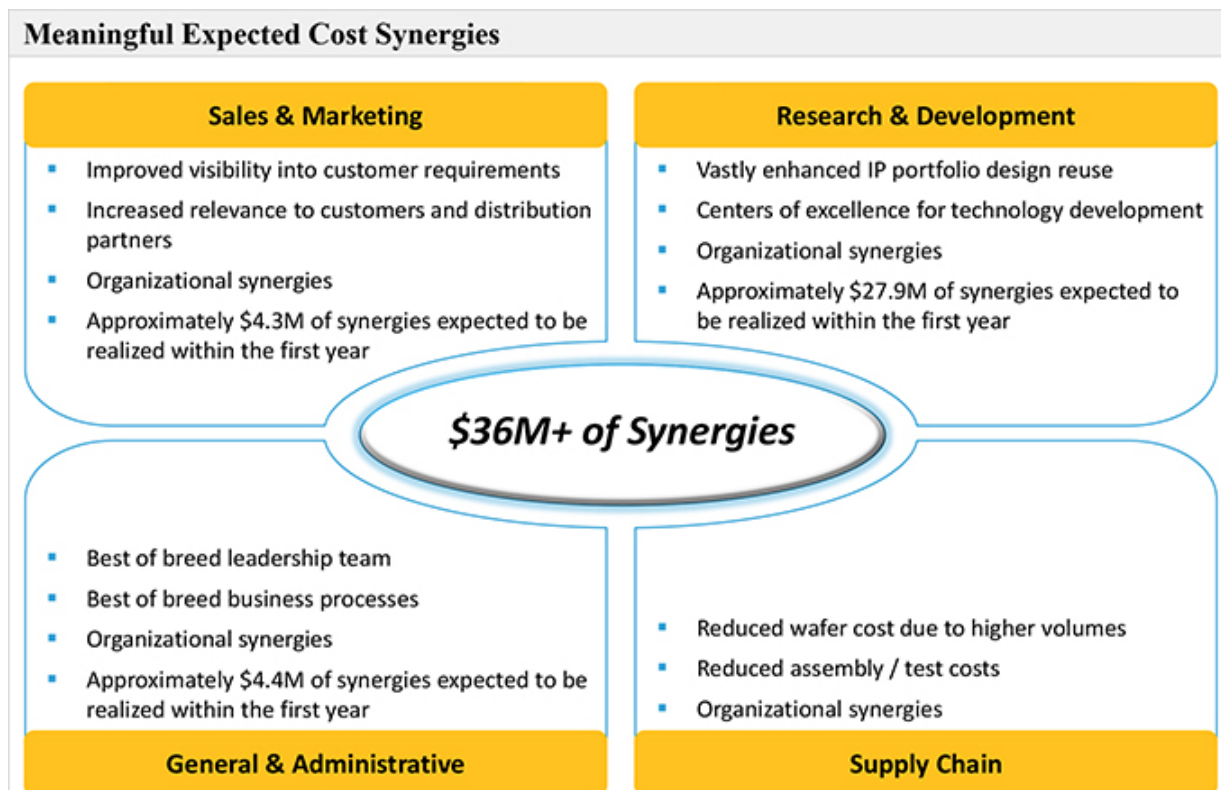 Meaningful Expected Cost Synergies
Sales & Marketing
▪ Improved visibility into customer requirements
▪ Increased relevance to customers and distribution
partners
▪ Organizational synergies
▪ Approximately $4.3M of synergies expected to be
realized within the first year
Research & Development
▪ Vastly enhanced IP portfolio design reuse
▪ Centers of excellence for technology development
▪ Organizational synergies
▪ Approximately $27.9M of synergies expected to
be realized within the first year
$36M+ of Synergies
▪ Best of breed leadership team
▪ Best of breed business processes
▪ Organizational synergies
▪ Approximately $4.4M of synergies expected to be
realized within the first year
General & Administrative
▪ Reduced wafer cost due to higher volumes
▪ Reduced assembly / test costs
▪ Organizational synergies
Supply Chain